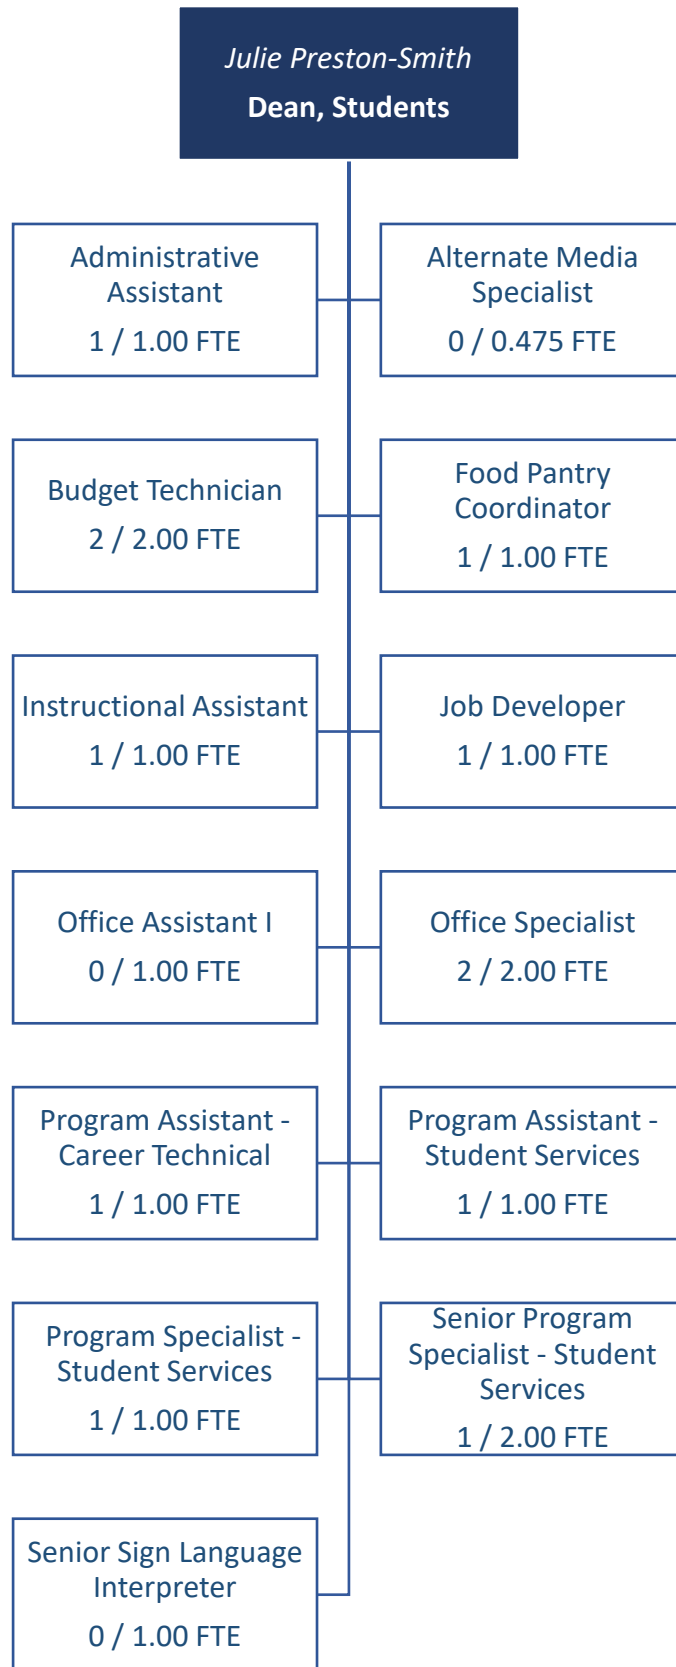 Julie Preston-Smith
Dean, Students
Administrative
Assistant
1 / 1.00 FTE
Alternate Media
Specialist
0 / 0.475 FTE
Budget Technician
2 / 2.00 FTE
Food Pantry
Coordinator
1 / 1.00 FTE
Instructional Assistant
1 / 1.00 FTE
Job Developer
1 / 1.00 FTE
Office Assistant I
0 / 1.00 FTE
Office Specialist
2 / 2.00 FTE
Program Assistant -
Career Technical
1 / 1.00 FTE
Program Assistant -
Student Services
1 / 1.00 FTE
Program Specialist -
Student Services
1 / 1.00 FTE
Senior Program
Specialist - Student
Services
1 / 2.00 FTE
Senior Sign Language
Interpreter
0 / 1.00 FTE